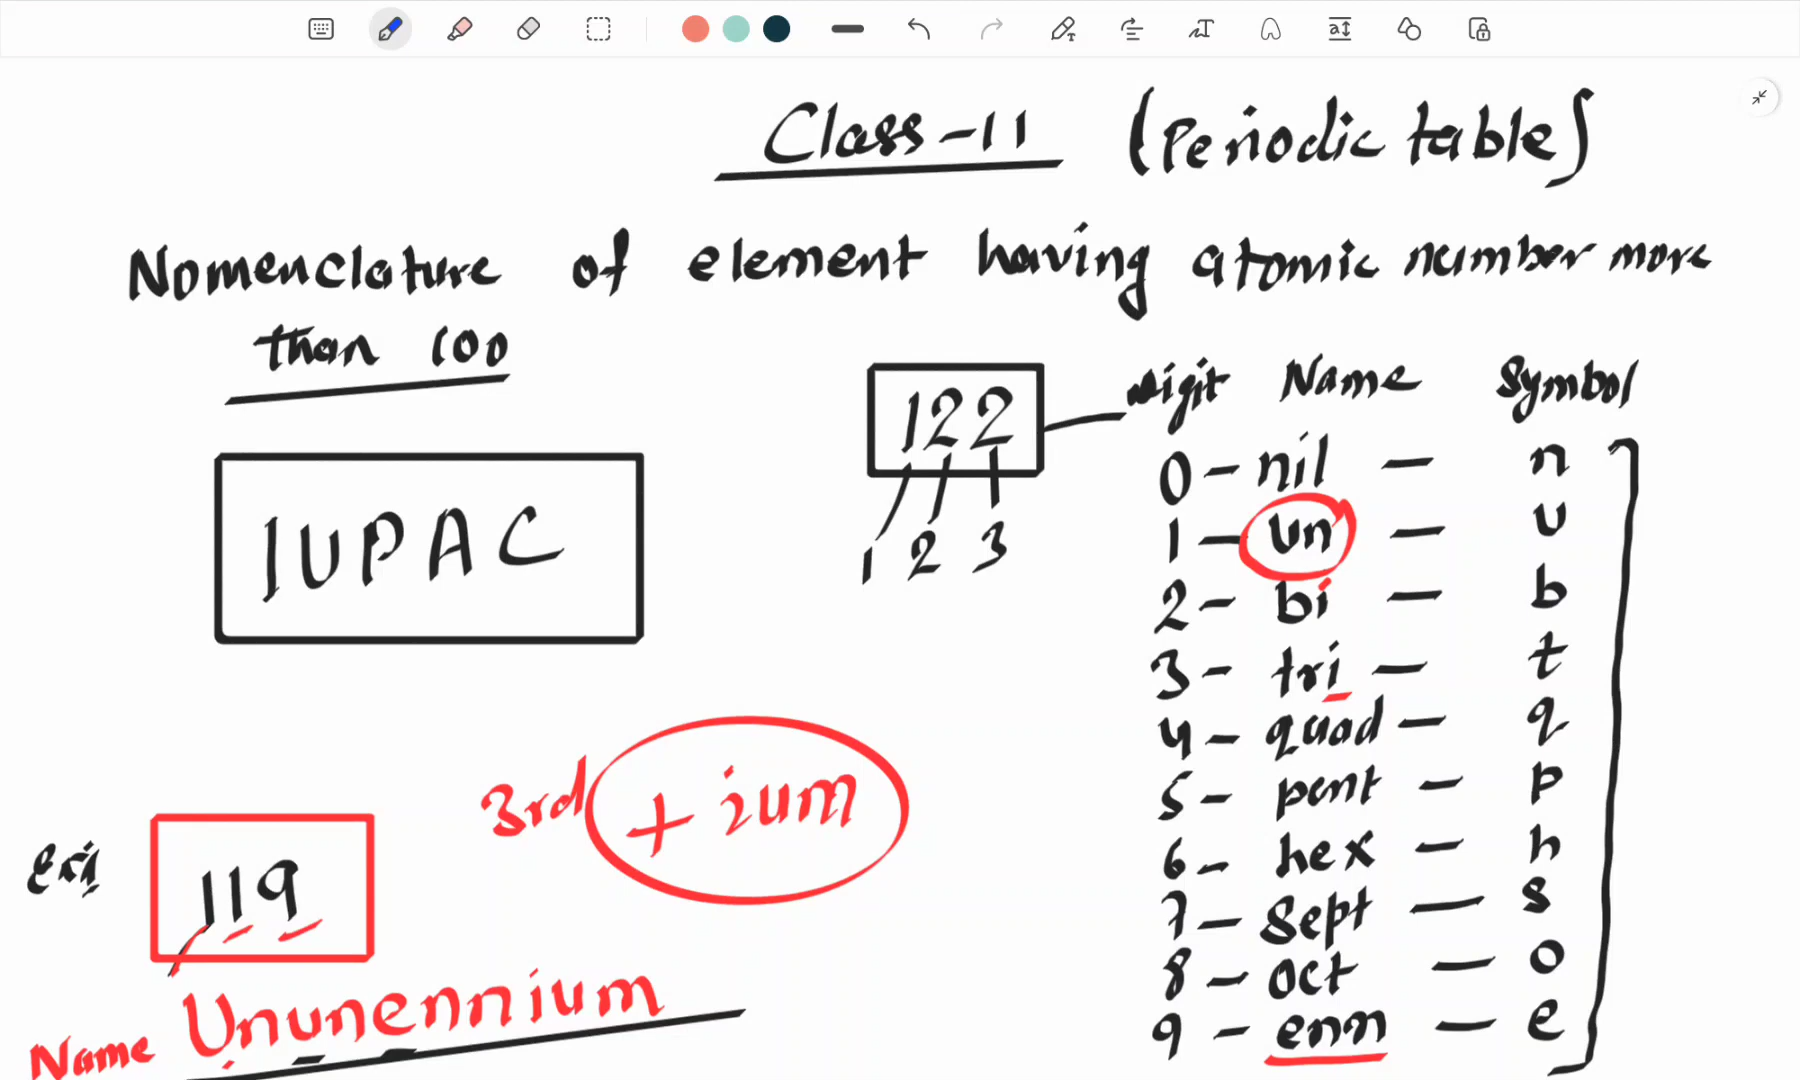 Class-11 (Periodic table)
Nomenclature of element having atomic number more
than 100
122
1 2 3
IUPAC
digit Name Symbol
0 - nil - n
1 - un - u
2 - bi - b
3 - tri - t
4 - quad - q
5 - pent - p
6 - hex - h
7 - Sept - s
8 - oct - o
9 - enn - e
3rd + ium
119
Name Ununennium